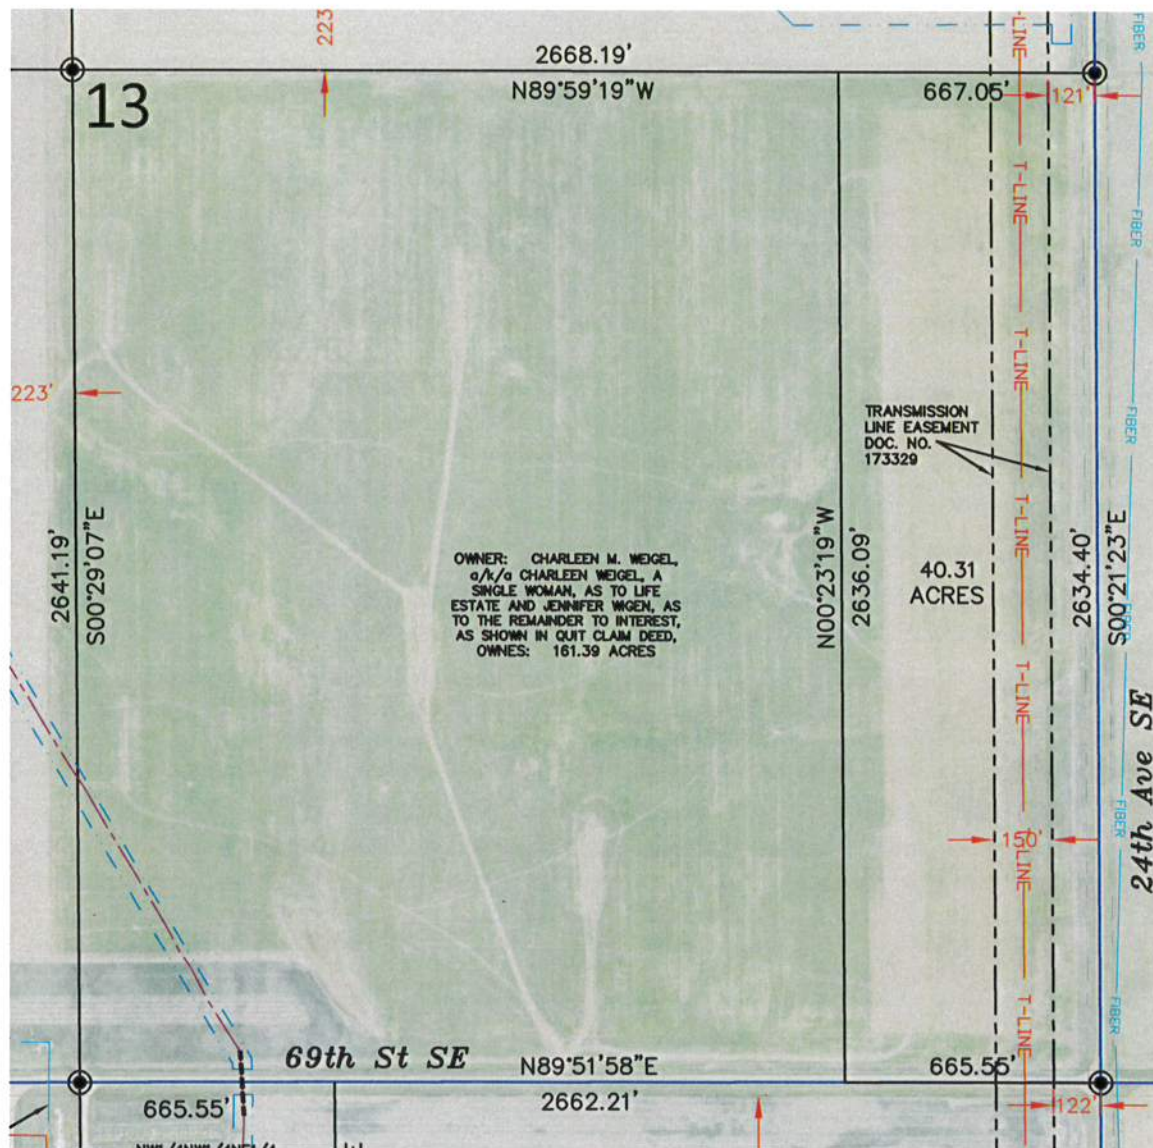 223
2668.19'
N89°59'19"W
667.05'
121'
13
T-LINE
T-LINE
T-LINE
T-LINE
T-LINE
T-LINE
T-LINE
FIBER
FIBER
FIBER
FIBER
FIBER
FIBER
223'
TRANSMISSION
LINE EASEMENT
DOC. NO.
173329
2641.19'
S00°29'07"E
OWNER: CHARLEEN M. WEIGEL,
a/k/a CHARLEEN WEIGEL, A
SINGLE WOMAN, AS TO LIFE
ESTATE AND JENNIFER WIGEN, AS
TO THE REMAINDER TO INTEREST,
AS SHOWN IN QUIT CLAIM DEED,
OWNES: 161.39 ACRES
N00°23'19"W
2636.09'
40.31
ACRES
2634.40'
S00°21'23"E
24th Ave SE
150'
69th St SE
N89°51'58"E
2662.21'
665.55'
665.55'
122'